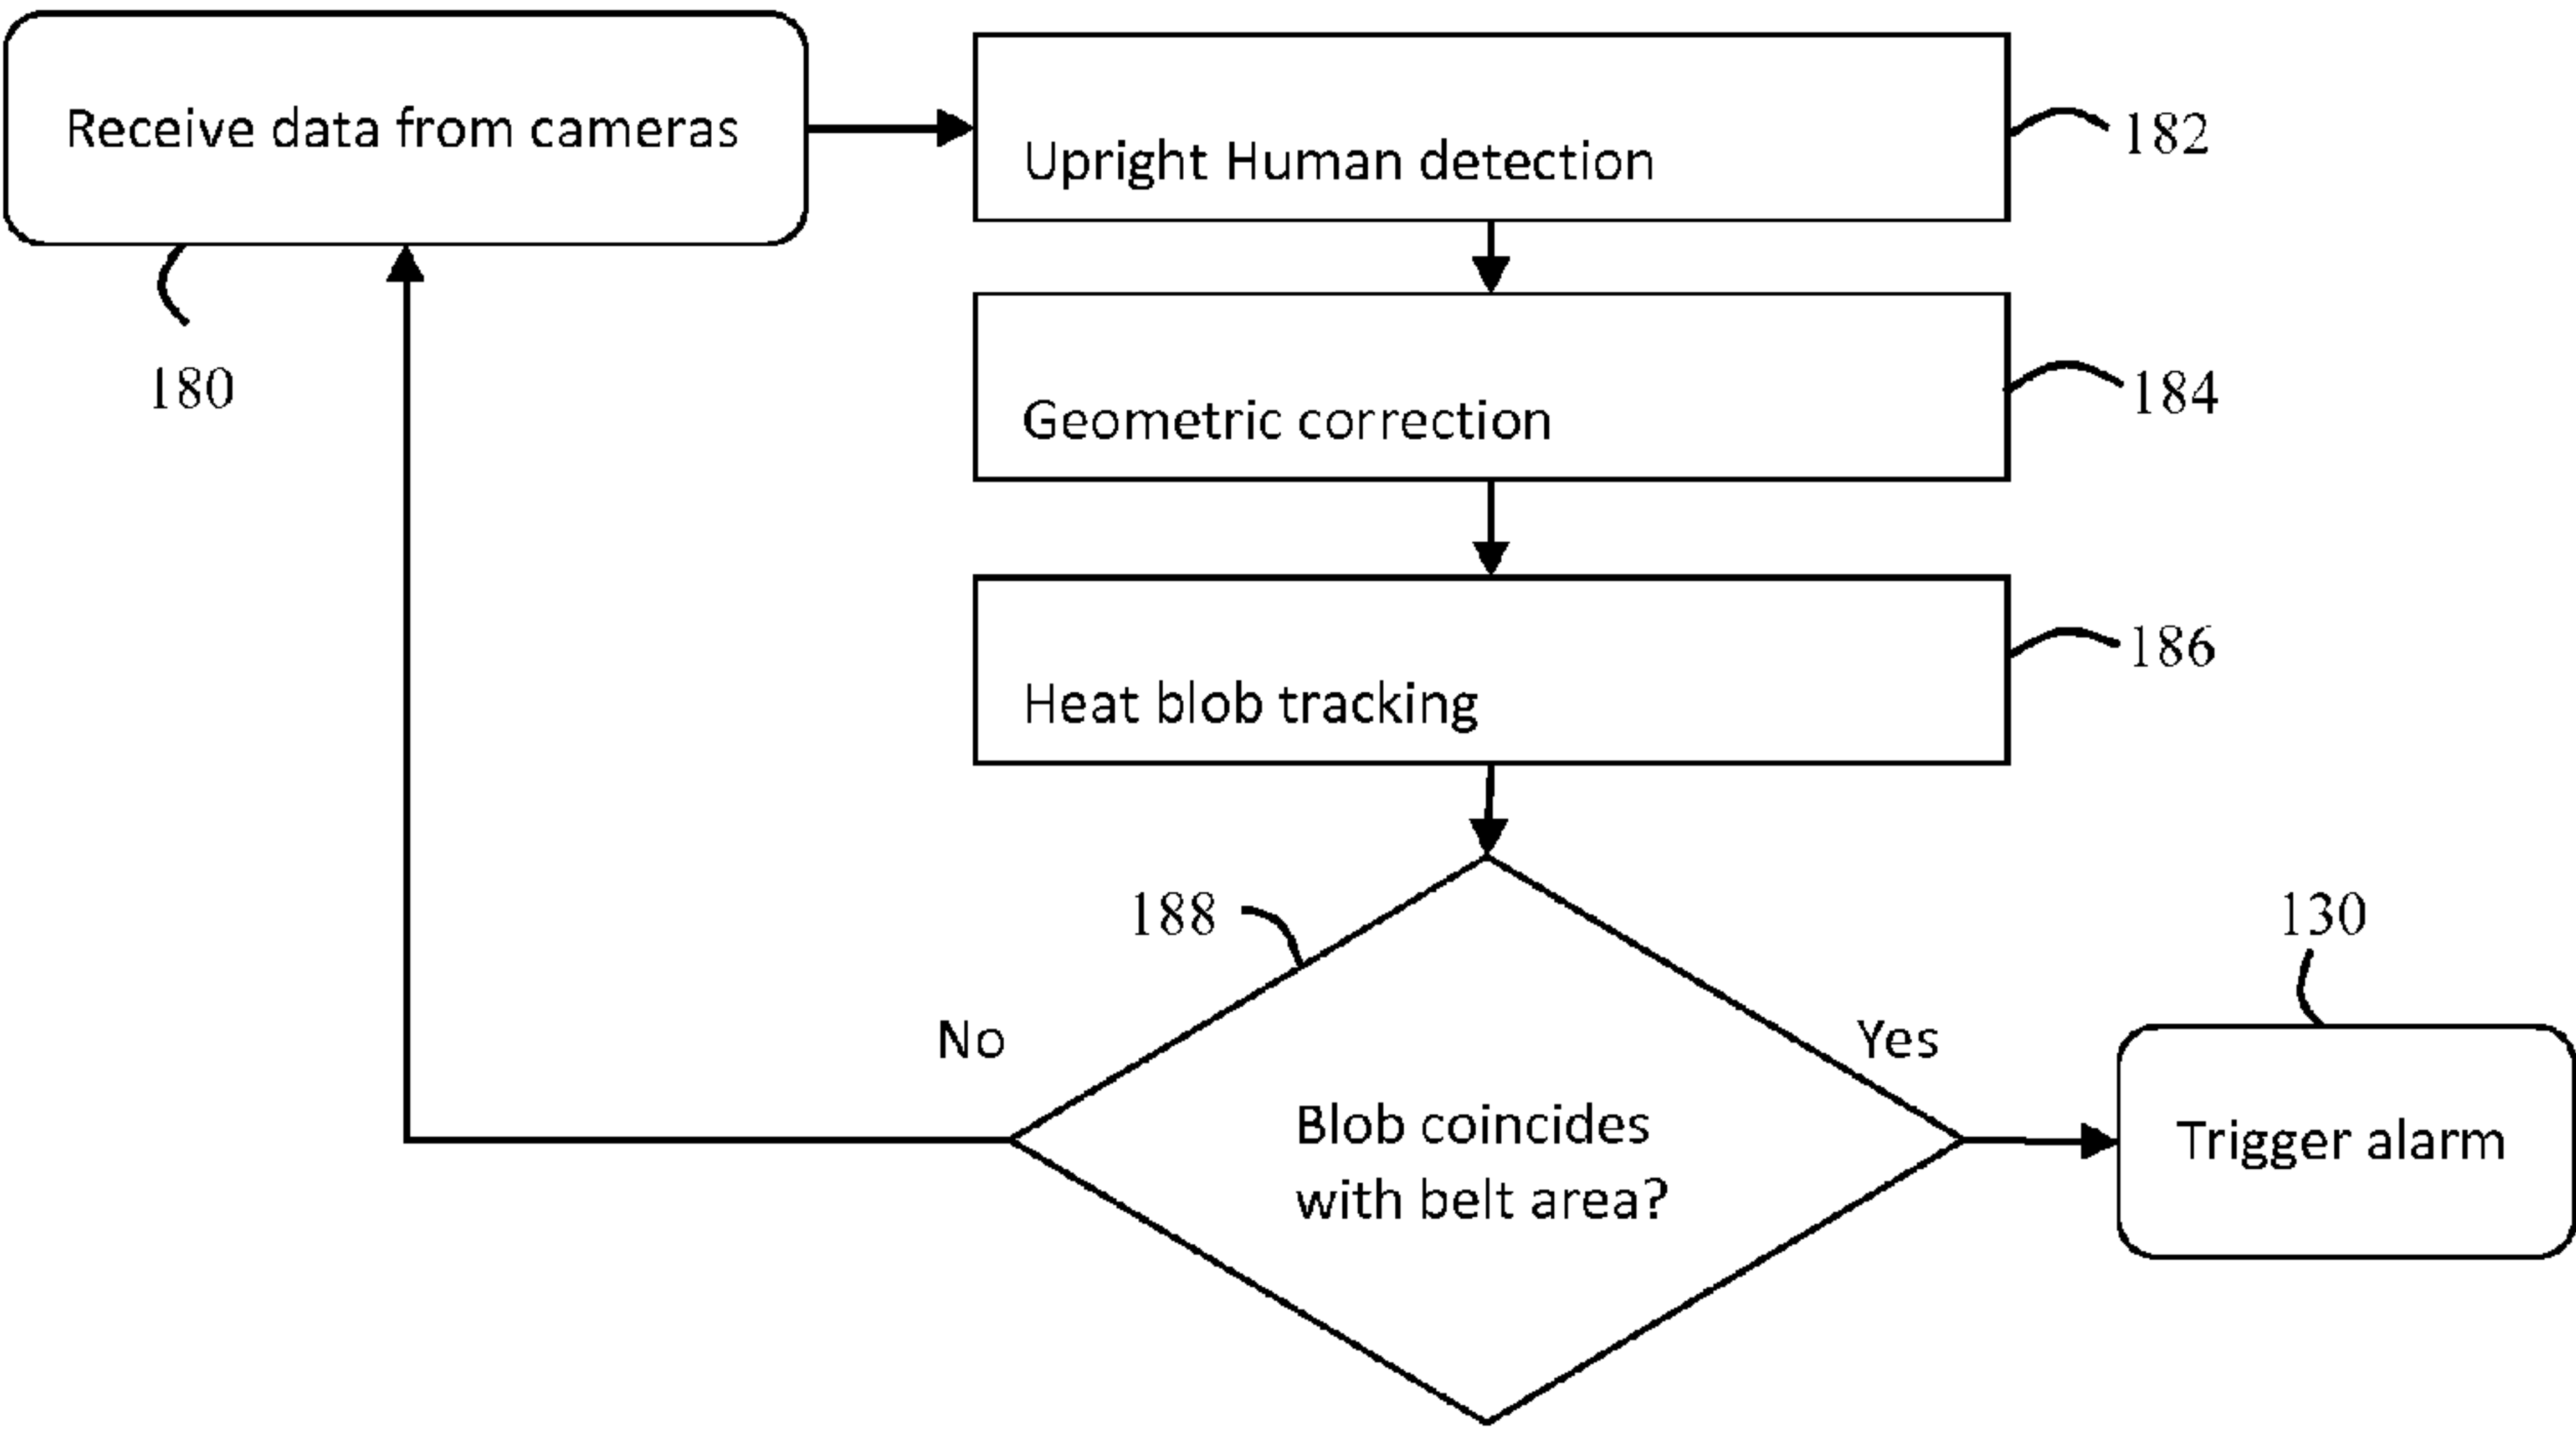 Receive data from cameras
180
Upright Human detection
182
Geometric correction
184
Heat blob tracking
186
188
No
Yes
Blob coincides
with belt area?
130
Trigger alarm